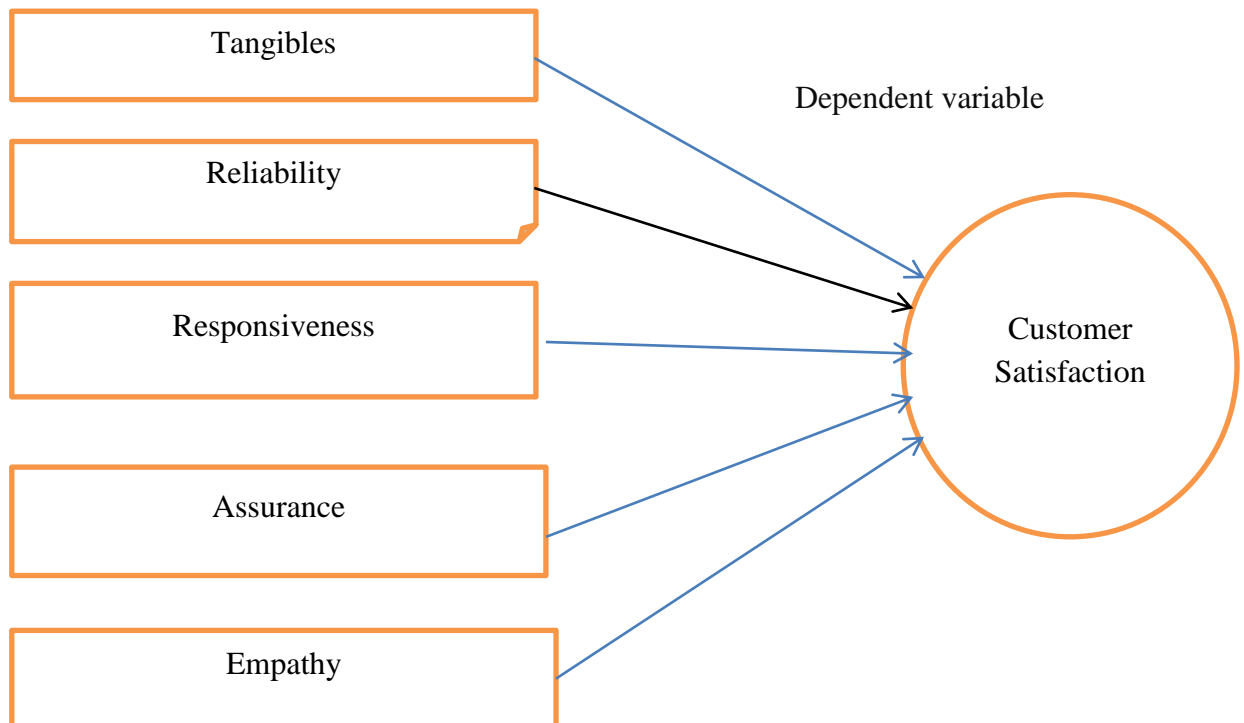 Tangibles
Dependent variable
Reliability
Responsiveness
Customer
Satisfaction
Assurance
Empathy